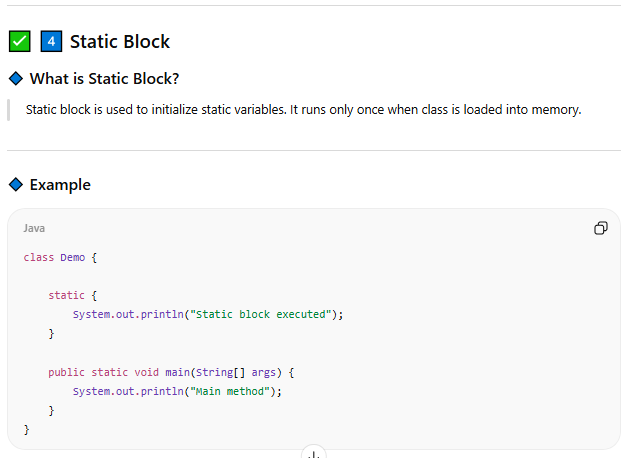 ✅ 4️⃣ Static Block
🔷 What is Static Block?
Static block is used to initialize static variables. It runs only once when class is loaded into memory.
🔷 Example
Java
class Demo {
    static {
        System.out.println("Static block executed");
    }
    public static void main(String[] args) {
        System.out.println("Main method");
    }
}